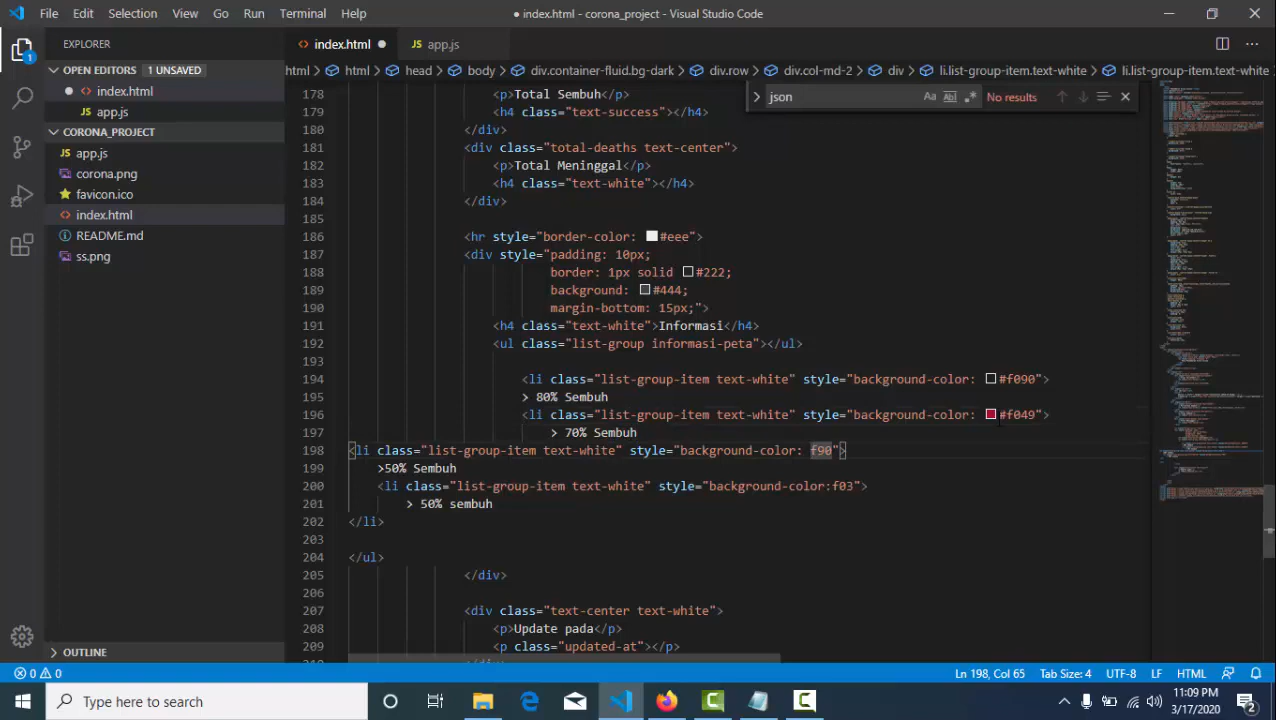 File Edit Selection View Go Run Terminal Help ● index.html - corona_project - Visual Studio Code
EXPLORER
index.html ●
app.js
OPEN EDITORS 1 UNSAVED
● index.html
app.js
CORONA_PROJECT
app.js
corona.png
favicon.ico
index.html
README.md
ss.png
OUTLINE
html > html > head > body > div.container-fluid.bg-dark > div.row > div.col-md-2 > div > li.list-group-item.text-white > li.list-group-item.text-white
json
Aa Abl .* No results
178 <p>Total Sembuh</p>
179 <h4 class="text-success"></h4>
180 </div>
181 <div class="total-deaths text-center">
182 <p>Total Meninggal</p>
183 <h4 class="text-white"></h4>
184 </div>
185
186 <hr style="border-color: #eee">
187 <div style="padding: 10px;
188 border: 1px solid #222;
189 background: #444;
190 margin-bottom: 15px;">
191 <h4 class="text-white">Informasi</h4>
192 <ul class="list-group informasi-peta"></ul>
193
194 <li class="list-group-item text-white" style="background-color: #f090">
195 > 80% Sembuh
196 <li class="list-group-item text-white" style="background-color: #f049">
197 > 70% Sembuh
198 <li class="list-group-item text-white" style="background-color: f90">
199 >50% Sembuh
200 <li class="list-group-item text-white" style="background-color:f03">
201 > 50% sembuh
202 </li>
203
204 </ul>
205 </div>
206
207 <div class="text-center text-white">
208 <p>Update pada</p>
209 <p class="updated-at"></p>
0 0
Ln 198, Col 65 Tab Size: 4 UTF-8 LF HTML
Type here to search
11:09 PM
3/17/2020
2